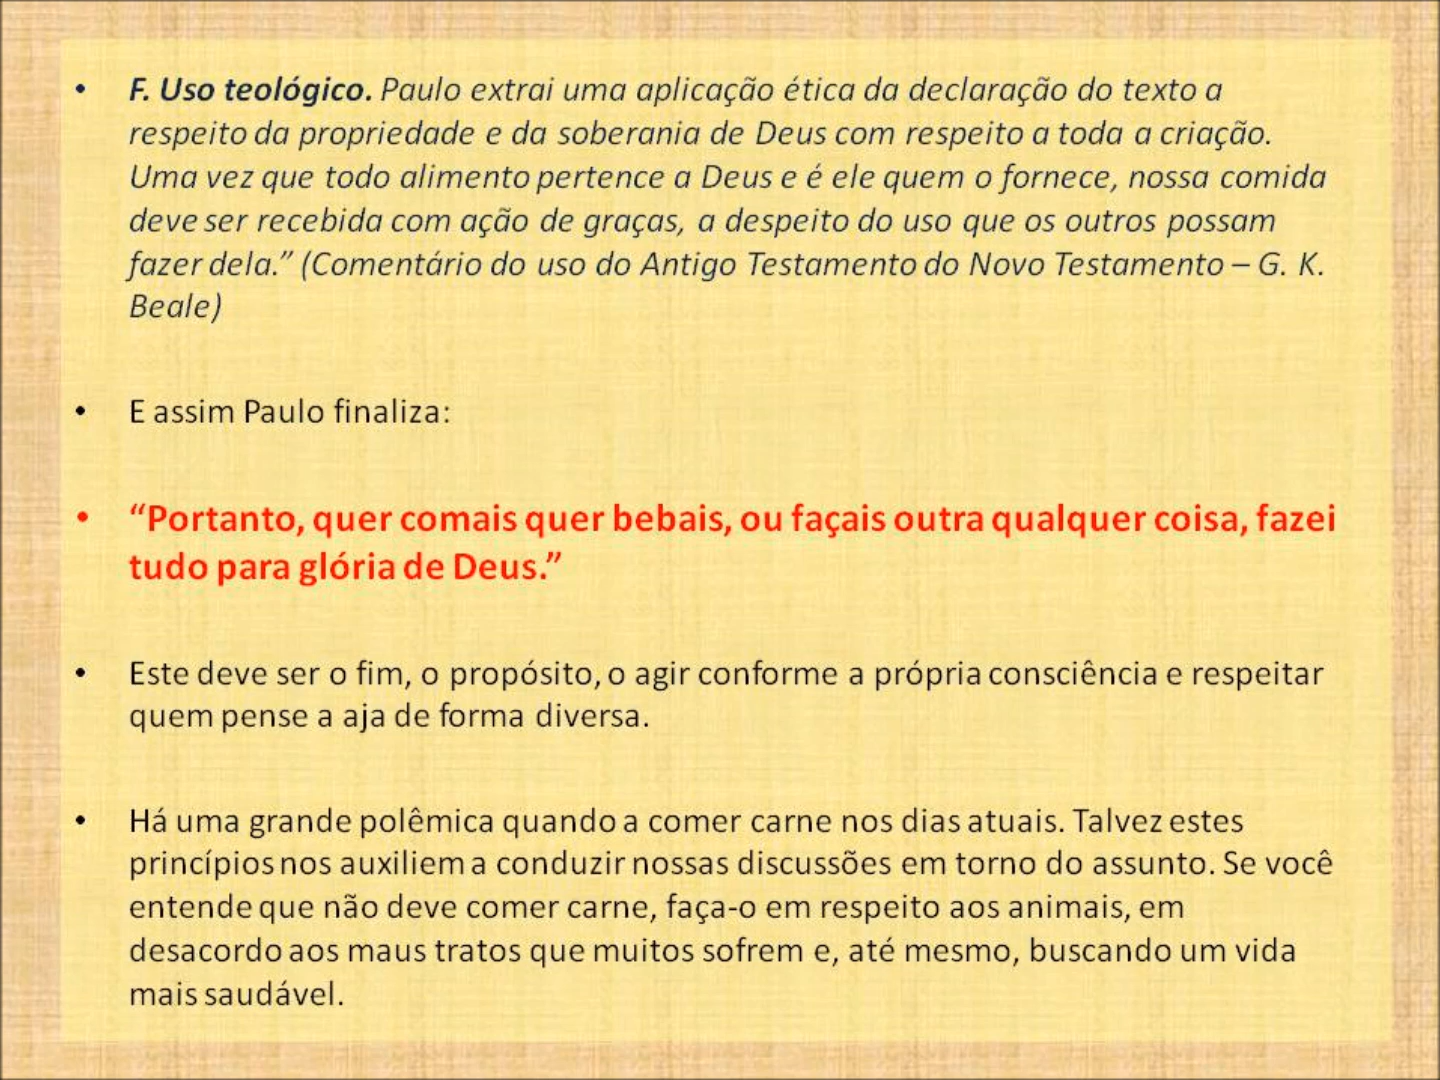 • F. Uso teológico. Paulo extrai uma aplicação ética da declaração do texto a
respeito da propriedade e da soberania de Deus com respeito a toda a criação.
Uma vez que todo alimento pertence a Deus e é ele quem o fornece, nossa comida
deve ser recebida com ação de graças, a despeito do uso que os outros possam
fazer dela.” (Comentário do uso do Antigo Testamento do Novo Testamento – G. K.
Beale)
• E assim Paulo finaliza:
• “Portanto, quer comais quer bebais, ou façais outra qualquer coisa, fazei
tudo para glória de Deus.”
• Este deve ser o fim, o propósito, o agir conforme a própria consciência e respeitar
quem pense a aja de forma diversa.
• Há uma grande polêmica quando a comer carne nos dias atuais. Talvez estes
princípios nos auxiliem a conduzir nossas discussões em torno do assunto. Se você
entende que não deve comer carne, faça-o em respeito aos animais, em
desacordo aos maus tratos que muitos sofrem e, até mesmo, buscando um vida
mais saudável.